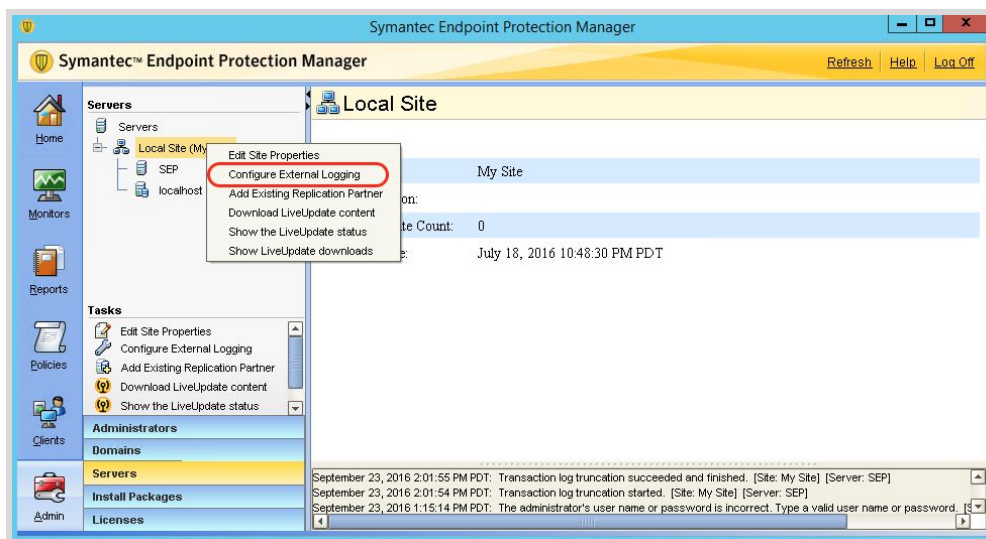 Symantec Endpoint Protection Manager
Symantec™ Endpoint Protection Manager
Refresh Help Log Off
Home
Monitors
Reports
Policies
Clients
Admin
Servers
Servers
Local Site (My
SEP
localhost
Edit Site Properties
Configure External Logging
Add Existing Replication Partner
Download LiveUpdate content
Show the LiveUpdate status
Show LiveUpdate downloads
Tasks
Edit Site Properties
Configure External Logging
Add Existing Replication Partner
Download LiveUpdate content
Show the LiveUpdate status
Administrators
Domains
Servers
Install Packages
Licenses
Local Site
My Site
on:
te Count: 0
July 18, 2016 10:48:30 PM PDT
September 23, 2016 2:01:55 PM PDT: Transaction log truncation succeeded and finished. [Site: My Site] [Server: SEP]
September 23, 2016 2:01:54 PM PDT: Transaction log truncation started. [Site: My Site] [Server: SEP]
September 23, 2016 1:15:14 PM PDT: The administrator's user name or password is incorrect. Type a valid user name or password.